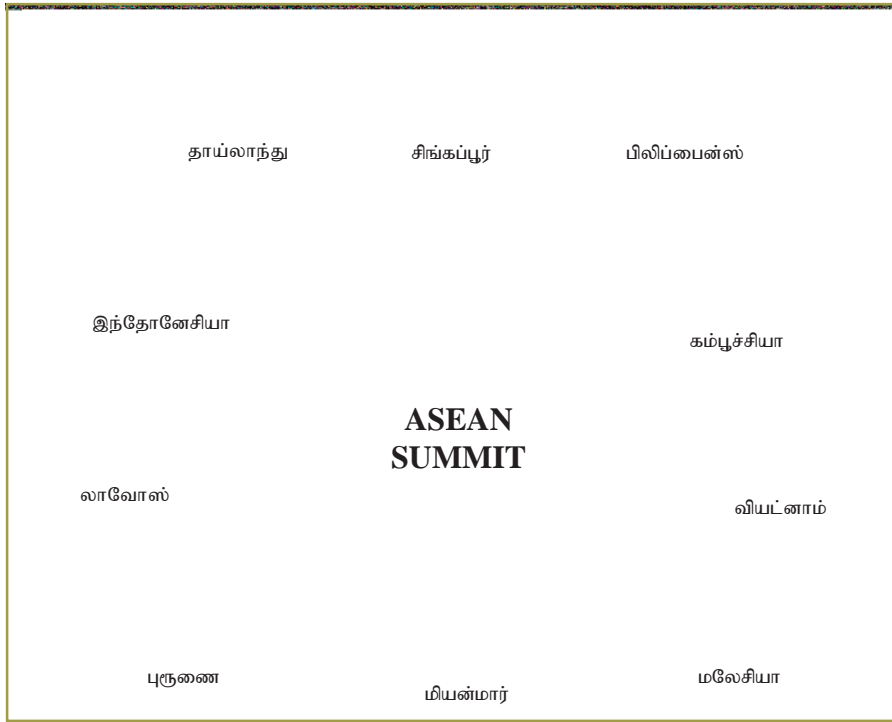 தாய்லாந்து
சிங்கப்பூர்
பிலிப்பைன்ஸ்
இந்தோனேசியா
கம்பூச்சியா
ASEAN
SUMMIT
லாவோஸ்
வியட்னாம்
புரூணை
மியன்மார்
மலேசியா